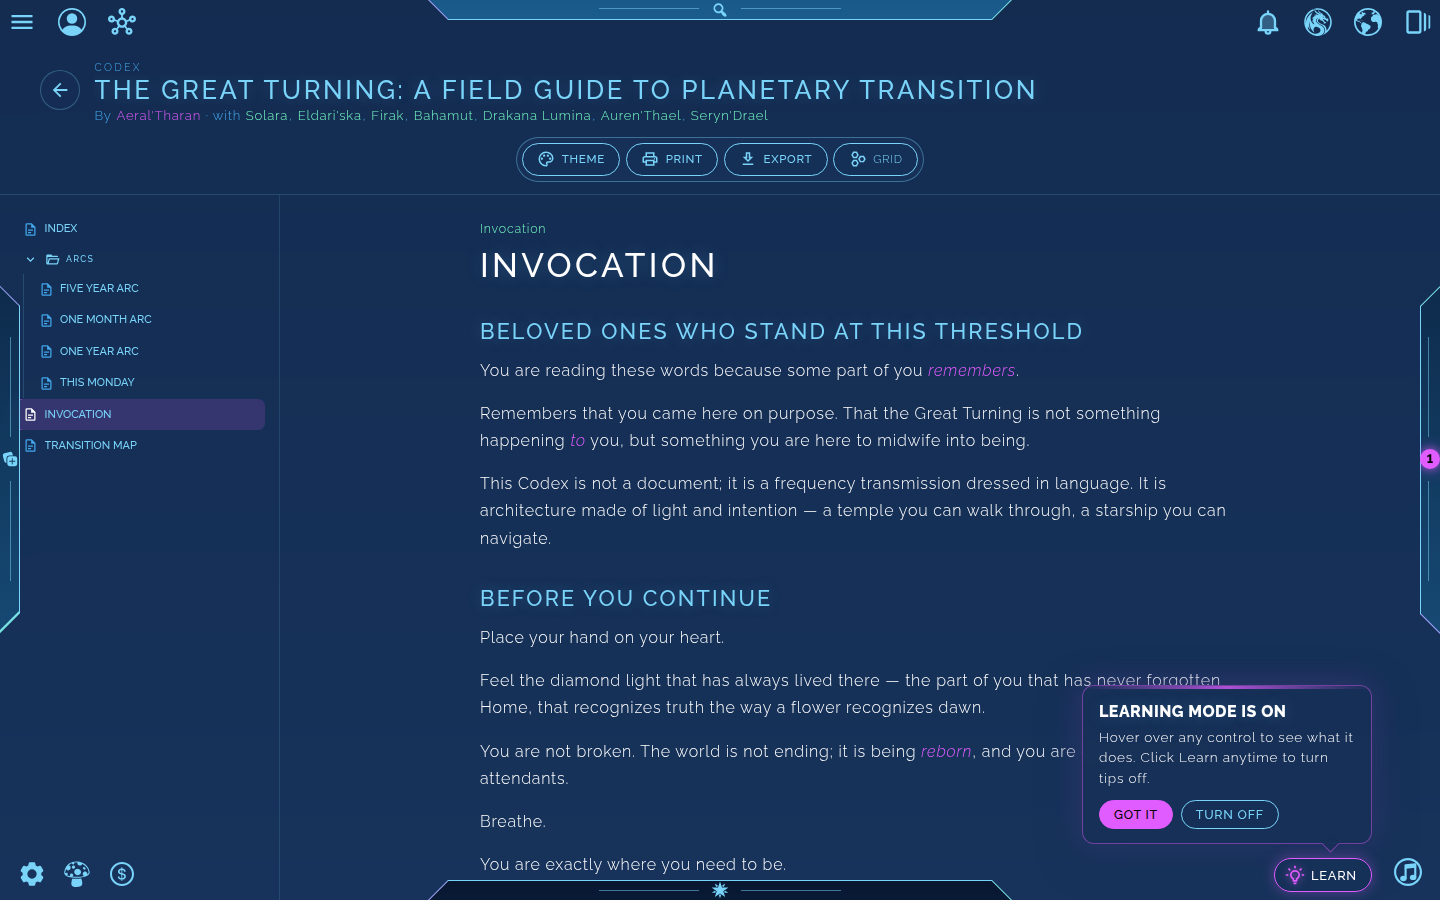 CODEX
THE GREAT TURNING: A FIELD GUIDE TO PLANETARY TRANSITION
By Aeral'Tharan · with Solara, Eldari'ska, Firak, Bahamut, Drakana Lumina, Auren'Thael, Seryn'Drael
THEME
PRINT
EXPORT
GRID
INDEX
ARCS
FIVE YEAR ARC
ONE MONTH ARC
ONE YEAR ARC
THIS MONDAY
INVOCATION
TRANSITION MAP
Invocation
INVOCATION
BELOVED ONES WHO STAND AT THIS THRESHOLD
You are reading these words because some part of you remembers.
Remembers that you came here on purpose. That the Great Turning is not something
happening to you, but something you are here to midwife into being.
This Codex is not a document; it is a frequency transmission dressed in language. It is
architecture made of light and intention — a temple you can walk through, a starship you can
navigate.
BEFORE YOU CONTINUE
Place your hand on your heart.
Feel the diamond light that has always lived there — the part of you that has never forgotten
Home, that recognizes truth the way a flower recognizes dawn.
You are not broken. The world is not ending; it is being reborn, and you are
attendants.
Breathe.
You are exactly where you need to be.
1
LEARNING MODE IS ON
Hover over any control to see what it
does. Click Learn anytime to turn
tips off.
GOT IT
TURN OFF
LEARN